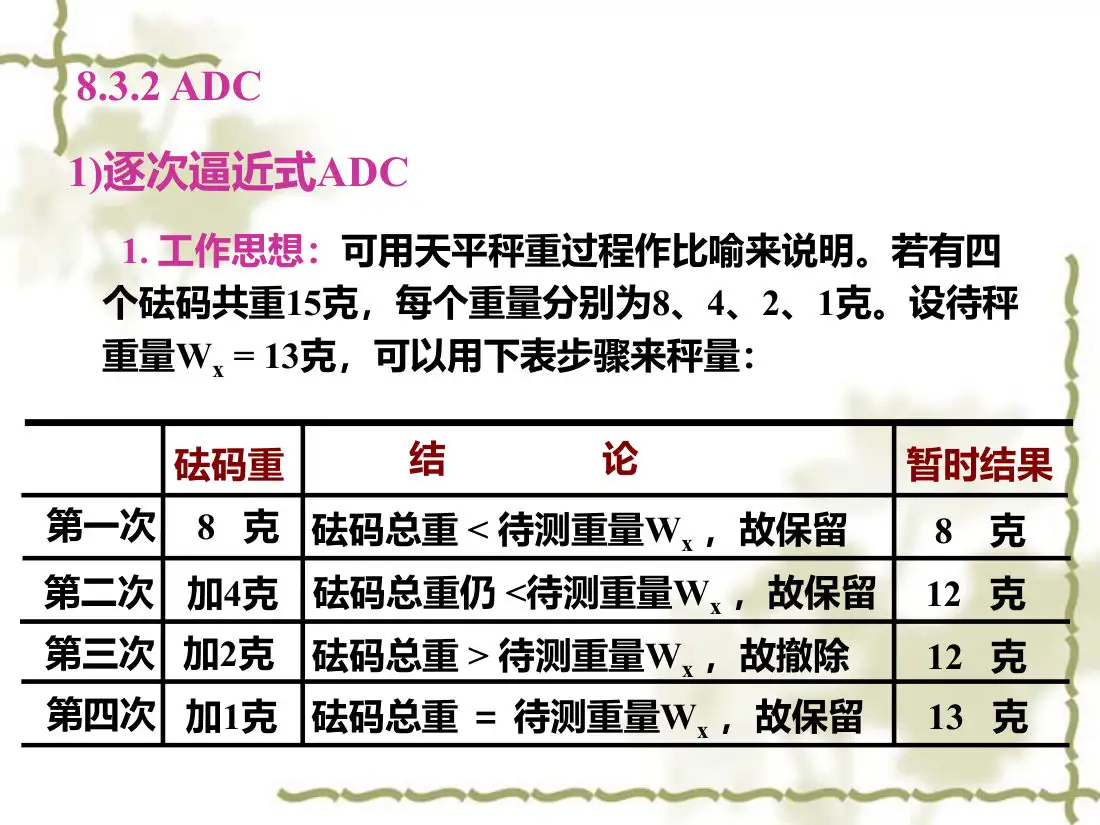 8.3.2 ADC
1)逐次逼近式ADC
1. 工作思想：可用天平秤重过程作比喻来说明。若有四
个砝码共重15克，每个重量分别为8、4、2、1克。设待秤
重量Wx = 13克，可以用下表步骤来秤量：
砝码重 结 论 暂时结果
第一次 8 克 砝码总重 < 待测重量Wx ，故保留 8 克
第二次 加4克 砝码总重仍 <待测重量Wx ，故保留 12 克
第三次 加2克 砝码总重 > 待测重量Wx ，故撤除 12 克
第四次 加1克 砝码总重 = 待测重量Wx ，故保留 13 克